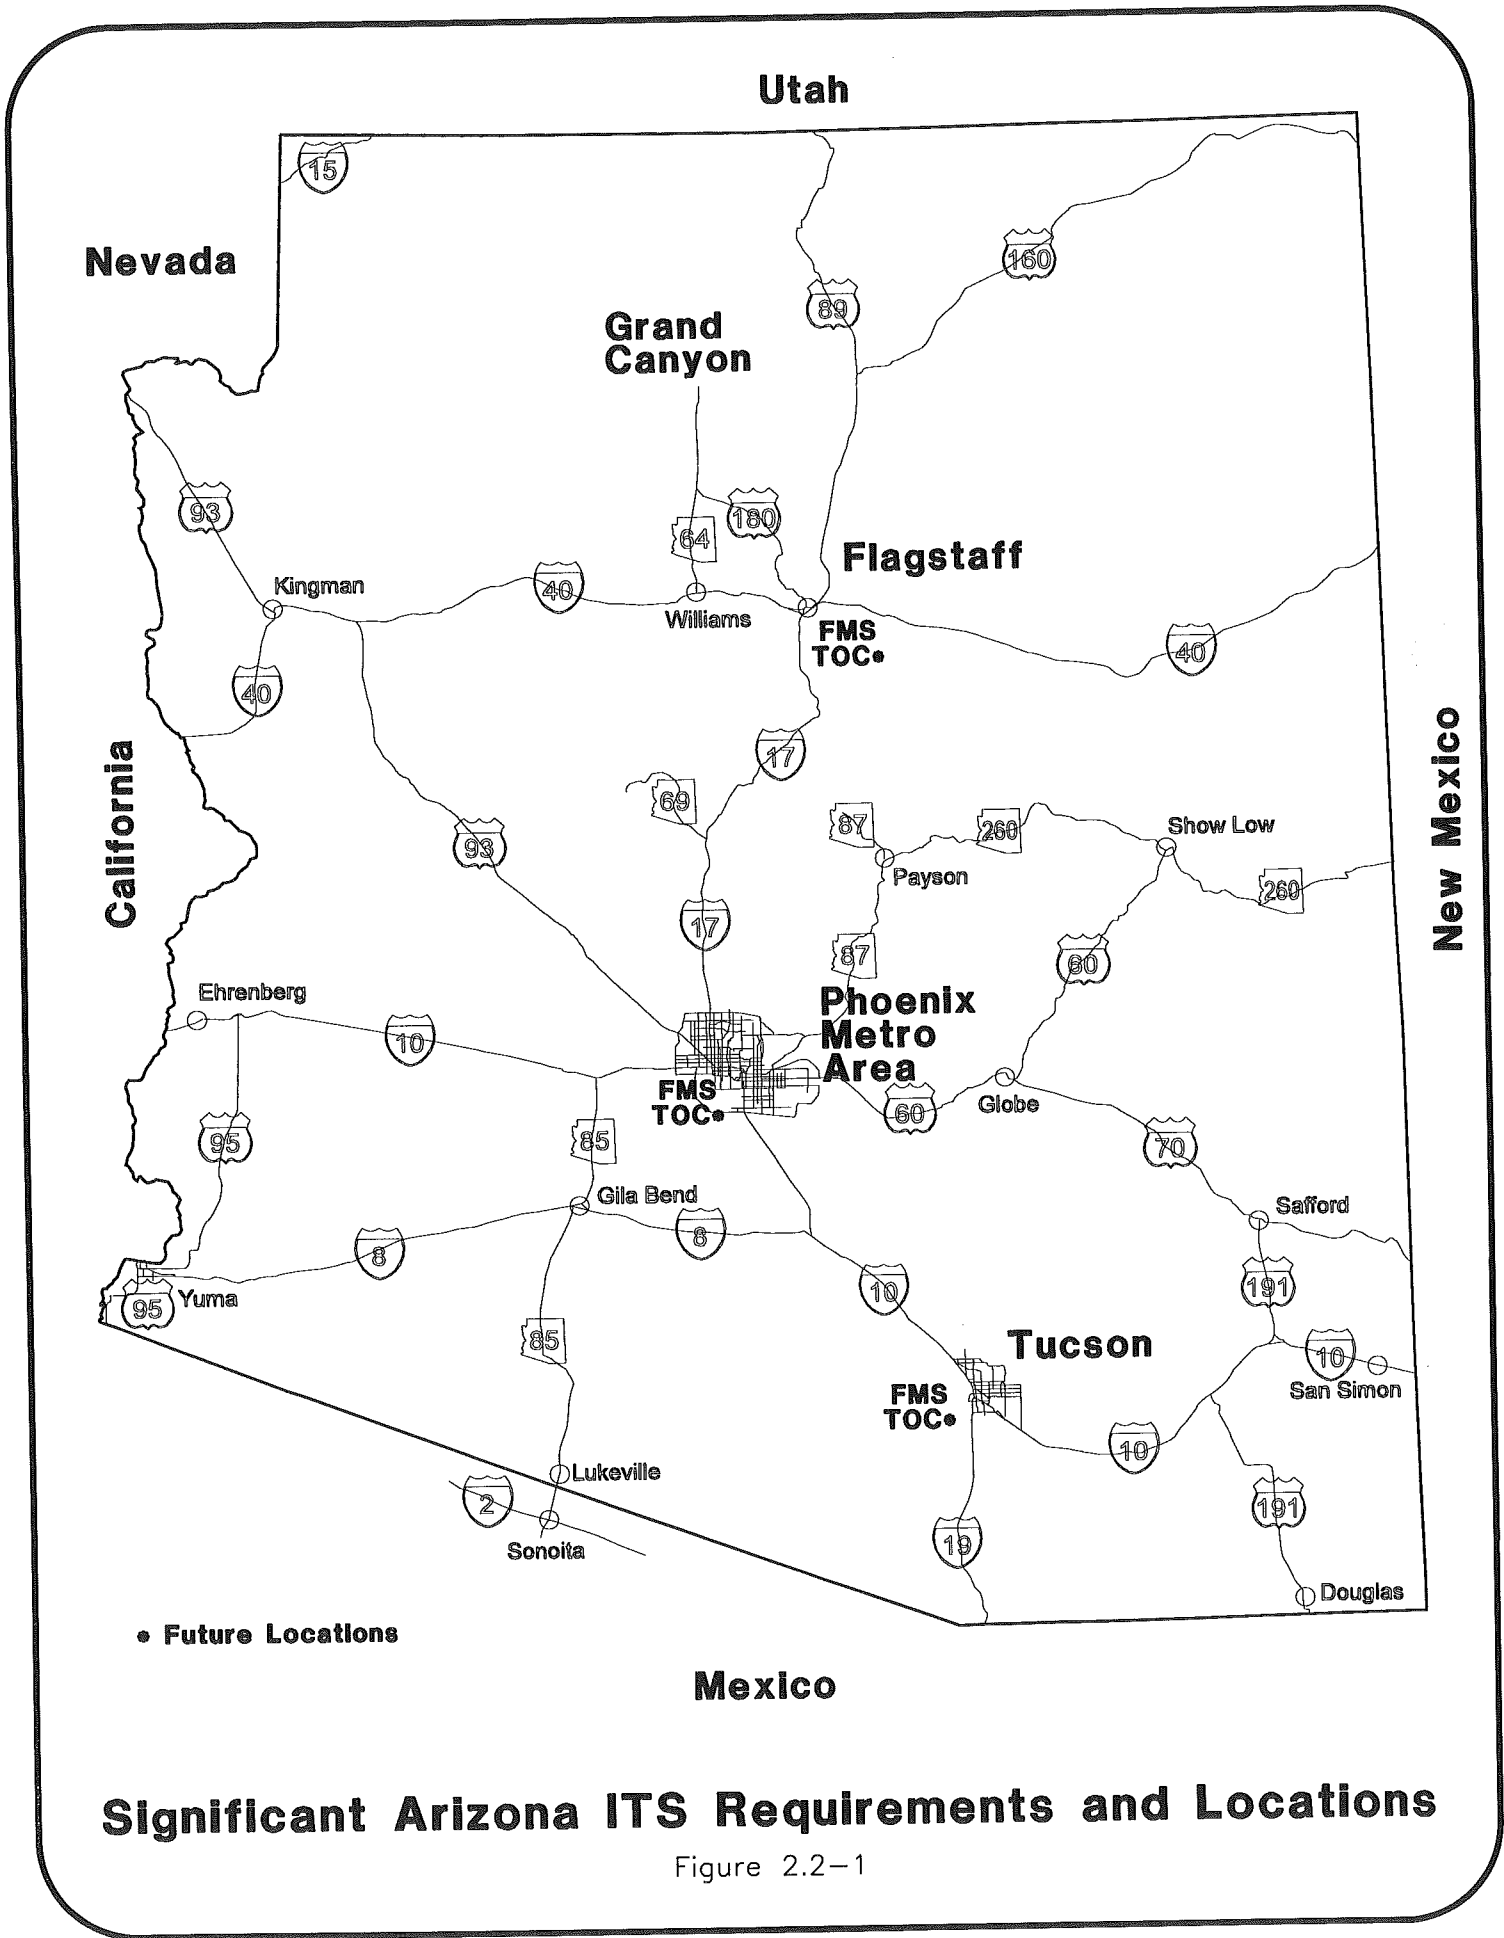 Utah
15
Nevada
160
89
Grand
Canyon
93
180
64
Flagstaff
Kingman
40
Williams
FMS
TOC•
40
40
17
California
New Mexico
69
87
260
Show Low
93
Payson
260
17
87
60
Ehrenberg
Phoenix
Metro
Area
10
FMS
TOC•
60
Globe
95
85
70
Gila Bend
Safford
8
8
95
Yuma
10
191
85
Tucson
10
San Simon
FMS
TOC•
10
Lukeville
2
191
Sonoita
19
Douglas
• Future Locations
Mexico
Significant Arizona ITS Requirements and Locations
Figure 2.2-1